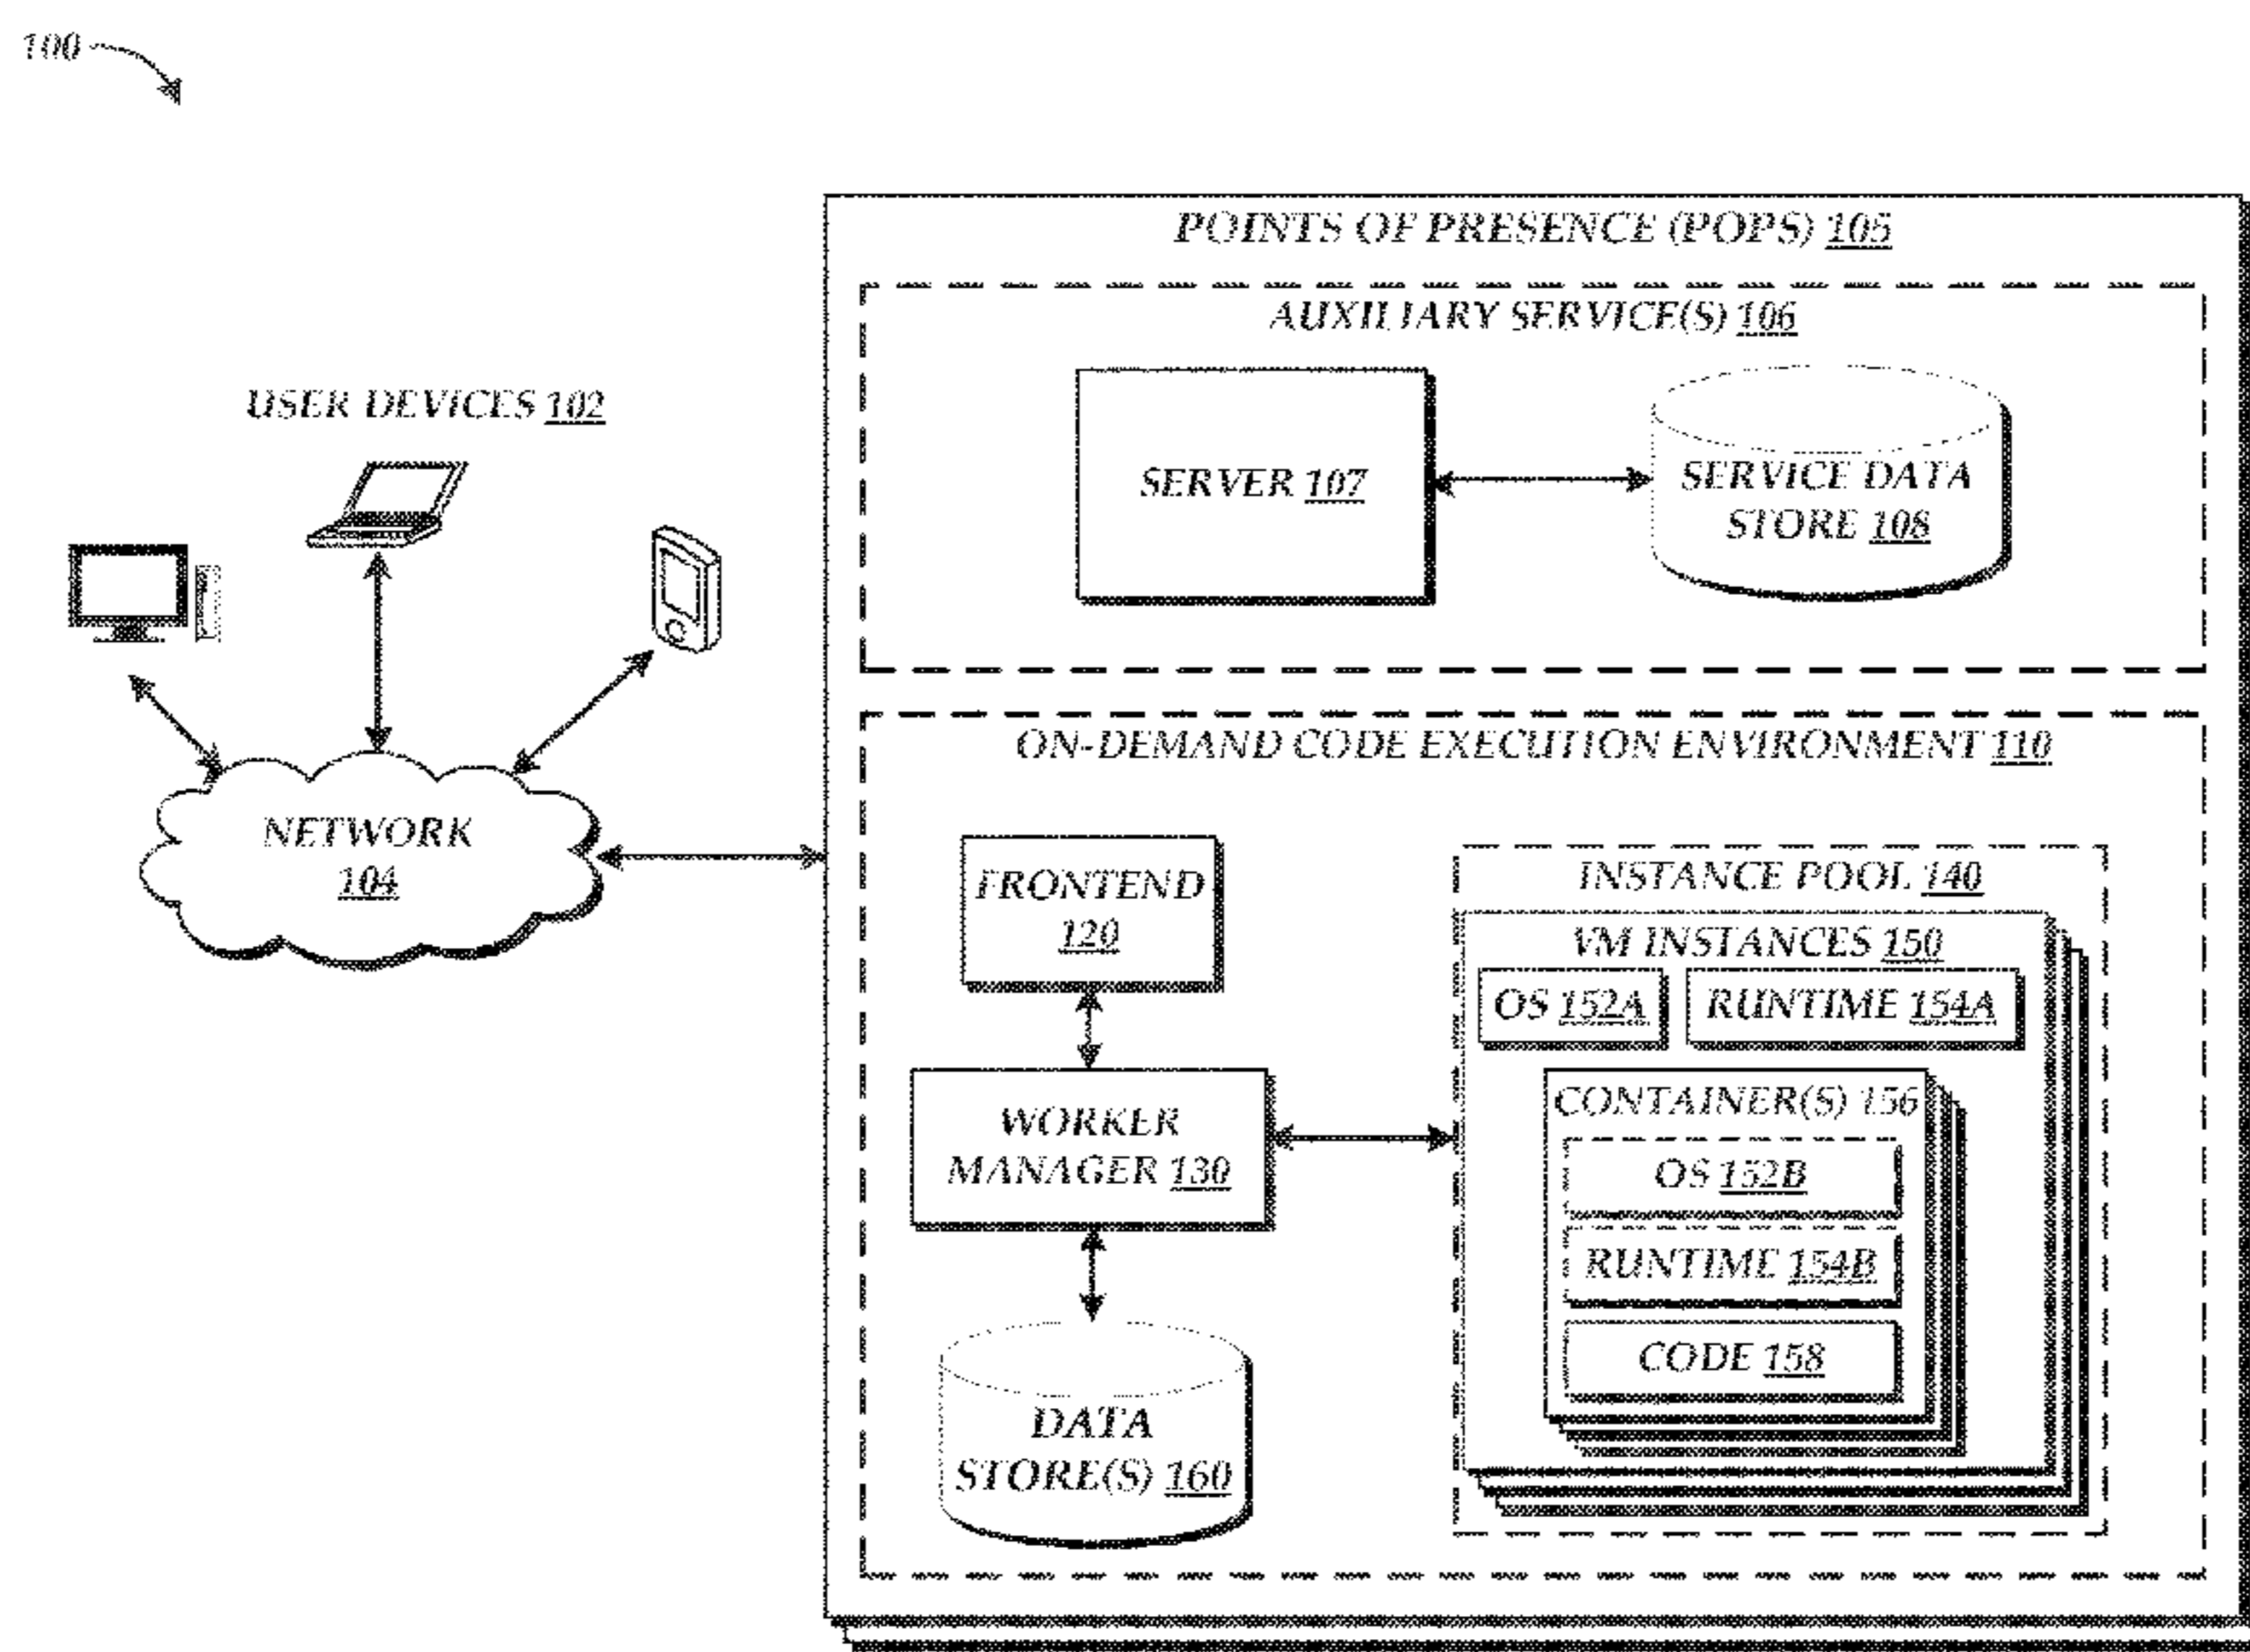 100
POINTS OF PRESENCE (POPS) 105
AUXILIARY SERVICE(S) 106
SERVER 107
SERVICE DATA
STORE 108
USER DEVICES 102
NETWORK
104
ON-DEMAND CODE EXECUTION ENVIRONMENT 110
FRONTEND
120
WORKER
MANAGER 130
DATA
STORE(S) 160
INSTANCE POOL 140
VM INSTANCES 150
OS 152A
RUNTIME 154A
CONTAINER(S) 156
OS 152B
RUNTIME 154B
CODE 158